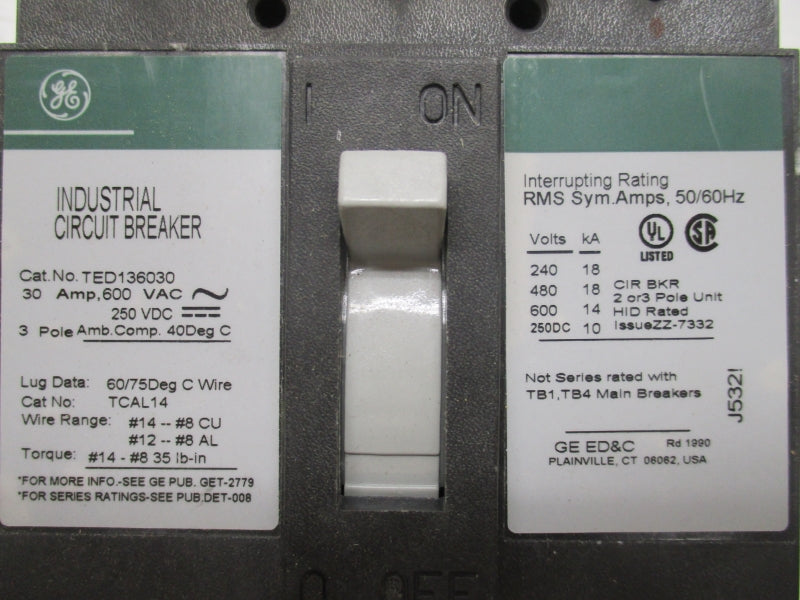 GE
INDUSTRIAL
CIRCUIT BREAKER
Cat.No. TED136030
30 Amp,600 VAC
250 VDC
3 Pole Amb.Comp. 40Deg C
Lug Data: 60/75Deg C Wire
Cat No: TCAL14
Wire Range: #14 -- #8 CU
#12 -- #8 AL
Torque: #14 - #8 35 lb-in
*FOR MORE INFO.-SEE GE PUB. GET-2779
*FOR SERIES RATINGS-SEE PUB.DET-008
I ON
O OFF
Interrupting Rating
RMS Sym.Amps, 50/60Hz
Volts kA
240 18
480 18
600 14
250DC 10
UL
LISTED
SA
CIR BKR
2 or3 Pole Unit
HID Rated
IssueZZ-7332
Not Series rated with
TB1,TB4 Main Breakers
J532I
GE ED&C Rd 1990
PLAINVILLE, CT 06062, USA